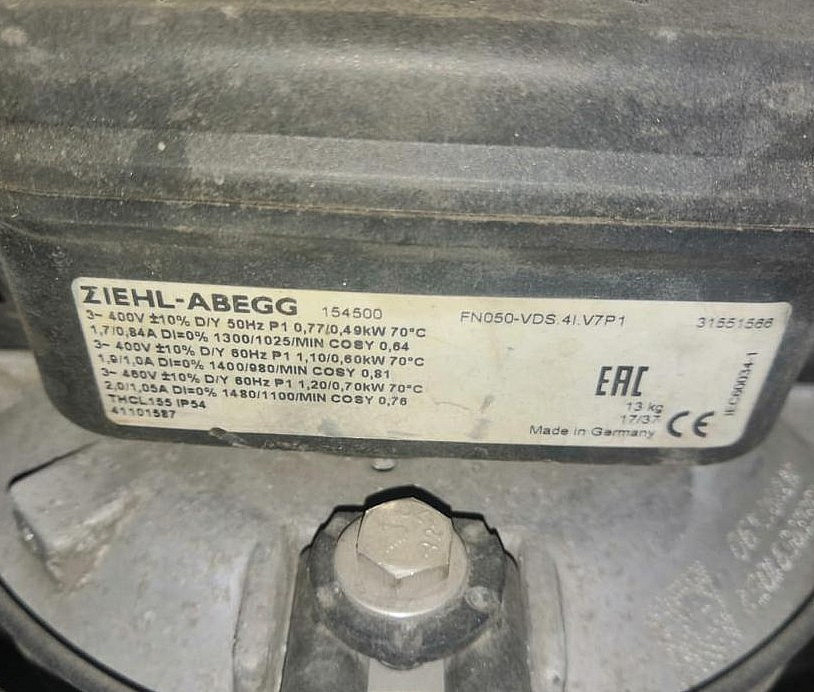 ZIEHL-ABEGG 154500 FN050-VDS.4I.V7P1 31551566
3~ 400V ±10% D/Y 50Hz P1 0,77/0,49kW 70°C
1,7/0,84A DI=0% 1300/1025/MIN COSY 0,64
3~ 400V ±10% D/Y 60Hz P1 1,10/0,60kW 70°C
1,9/1,0A DI=0% 1400/980/MIN COSY 0,81
3~ 460V ±10% D/Y 60Hz P1 1,20/0,70kW 70°C
2,0/1,05A DI=0% 1480/1100/MIN COSY 0,76
THCL155 IP54
41101587
EAC
13 kg
17/37
Made in Germany CE
IEC60034-1